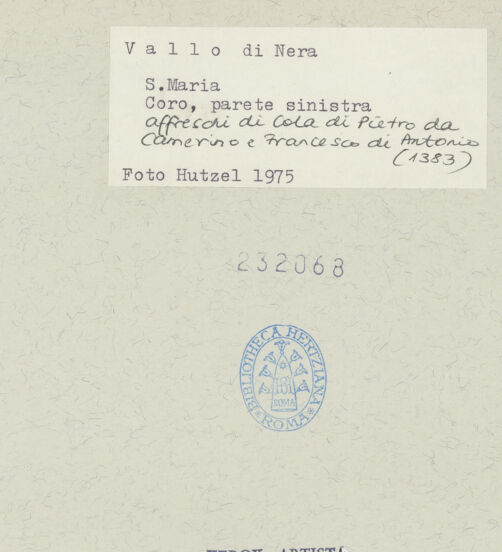 Vallo di Nera
S.Maria
Coro, parete sinistra
affreschi di Cola di Pietro da
Camerino e Francesco di Antonio
(1383)
Foto Hutzel 1975
232068
BIBLIOTHECA HERTZIANA
ROMA
ROMA